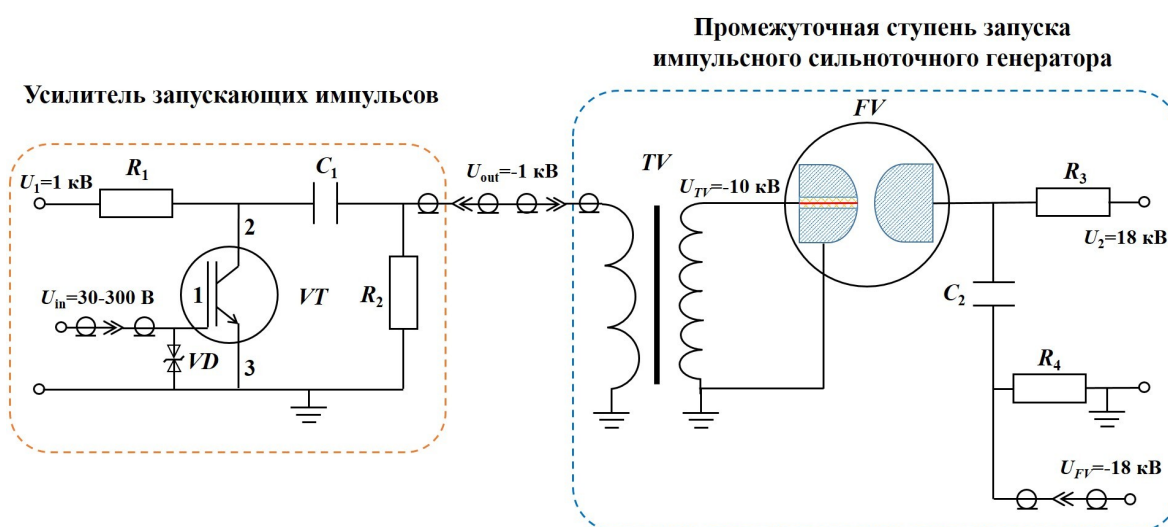 Промежуточная ступень запуска
импульсного сильноточного генератора
Усилитель запускающих импульсов
FV
R1
C1
TV
U1=1 кВ
Uout=-1 кВ
UTV=-10 кВ
R3
2
U2=18 кВ
Uin=30-300 В
1
VT
R2
C2
VD
3
R4
UFV=-18 кВ